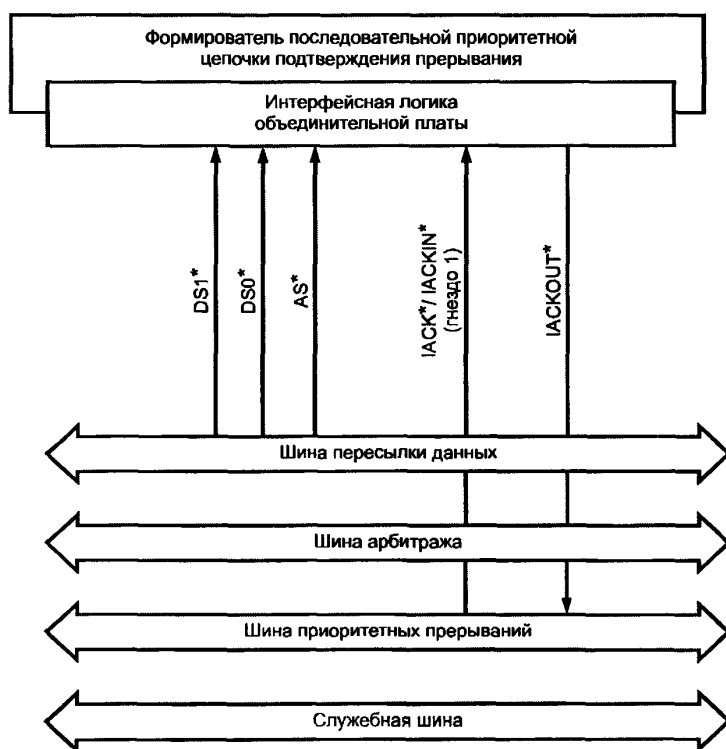 Формирователь последовательной приоритетной
цепочки подтверждения прерывания
Интерфейсная логика
объединительной платы
DS1*
DS0*
AS*
IACK*/ IACKIN*
(гнездо 1)
IACKOUT*
Шина пересылки данных
Шина арбитража
Шина приоритетных прерываний
Служебная шина